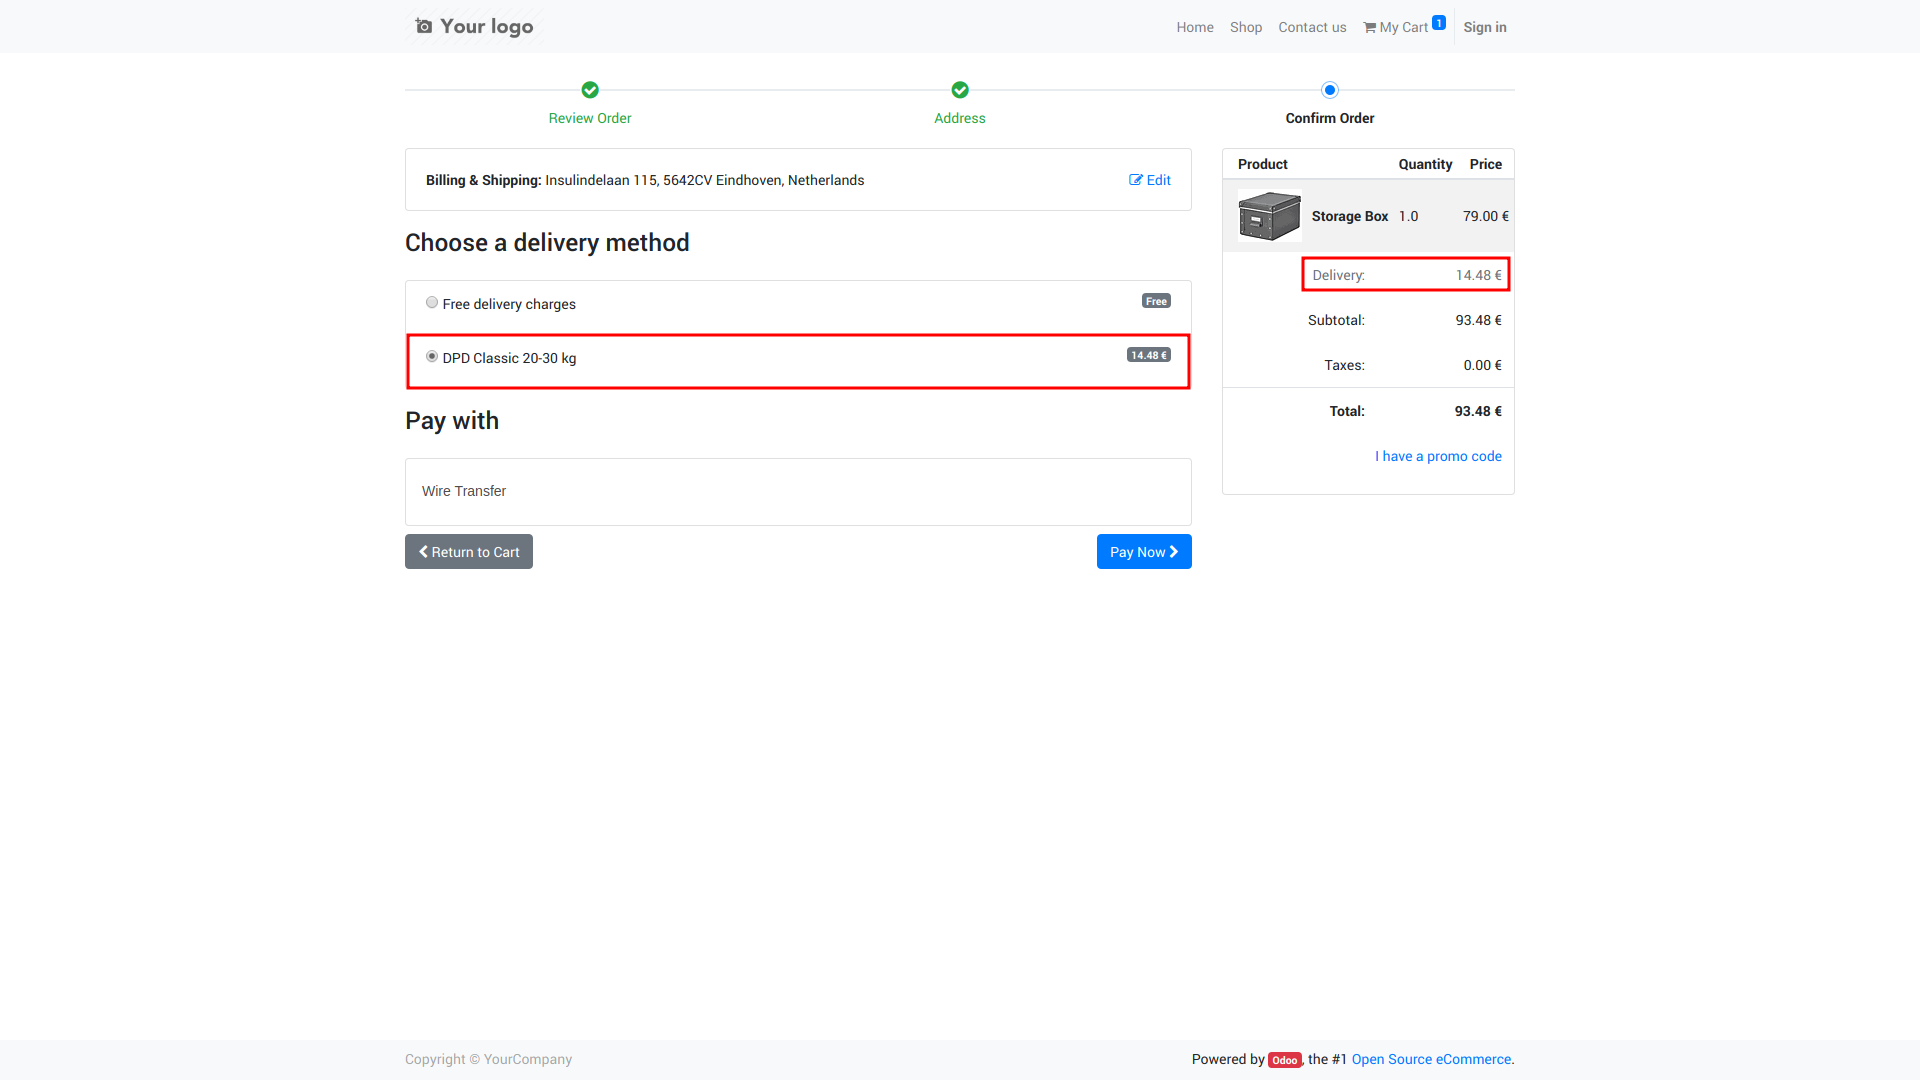 Your logo
Home Shop Contact us My Cart 1 Sign in
Review Order
Address
Confirm Order
Billing & Shipping: Insulindelaan 115, 5642CV Eindhoven, Netherlands
Edit
Choose a delivery method
Free delivery charges
Free
DPD Classic 20-30 kg
14.48 €
Pay with
Wire Transfer
Return to Cart
Pay Now
Product Quantity Price
Storage Box 1.0 79.00 €
Delivery: 14.48 €
Subtotal: 93.48 €
Taxes: 0.00 €
Total: 93.48 €
I have a promo code
Copyright © YourCompany
Powered by Odoo, the #1 Open Source eCommerce.